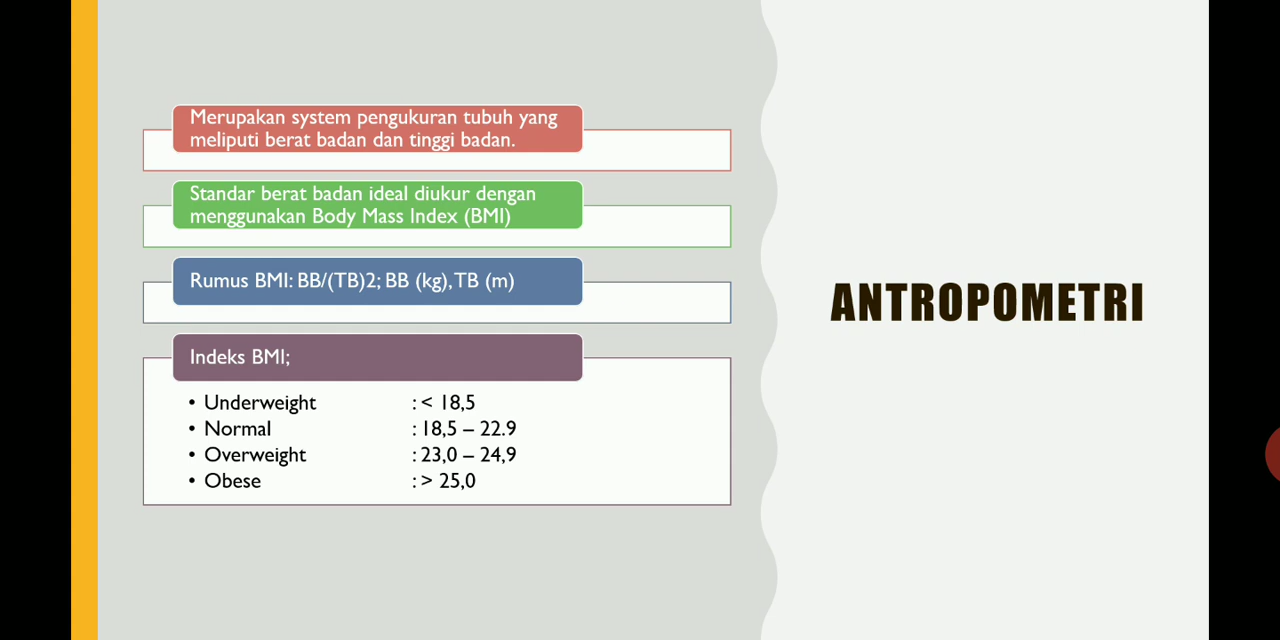 Merupakan system pengukuran tubuh yang
meliputi berat badan dan tinggi badan.
Standar berat badan ideal diukur dengan
menggunakan Body Mass Index (BMI)
Rumus BMI: BB/(TB)2; BB (kg), TB (m)
Indeks BMI;
• Underweight : < 18,5
• Normal : 18,5 – 22.9
• Overweight : 23,0 – 24,9
• Obese : > 25,0
ANTROPOMETRI